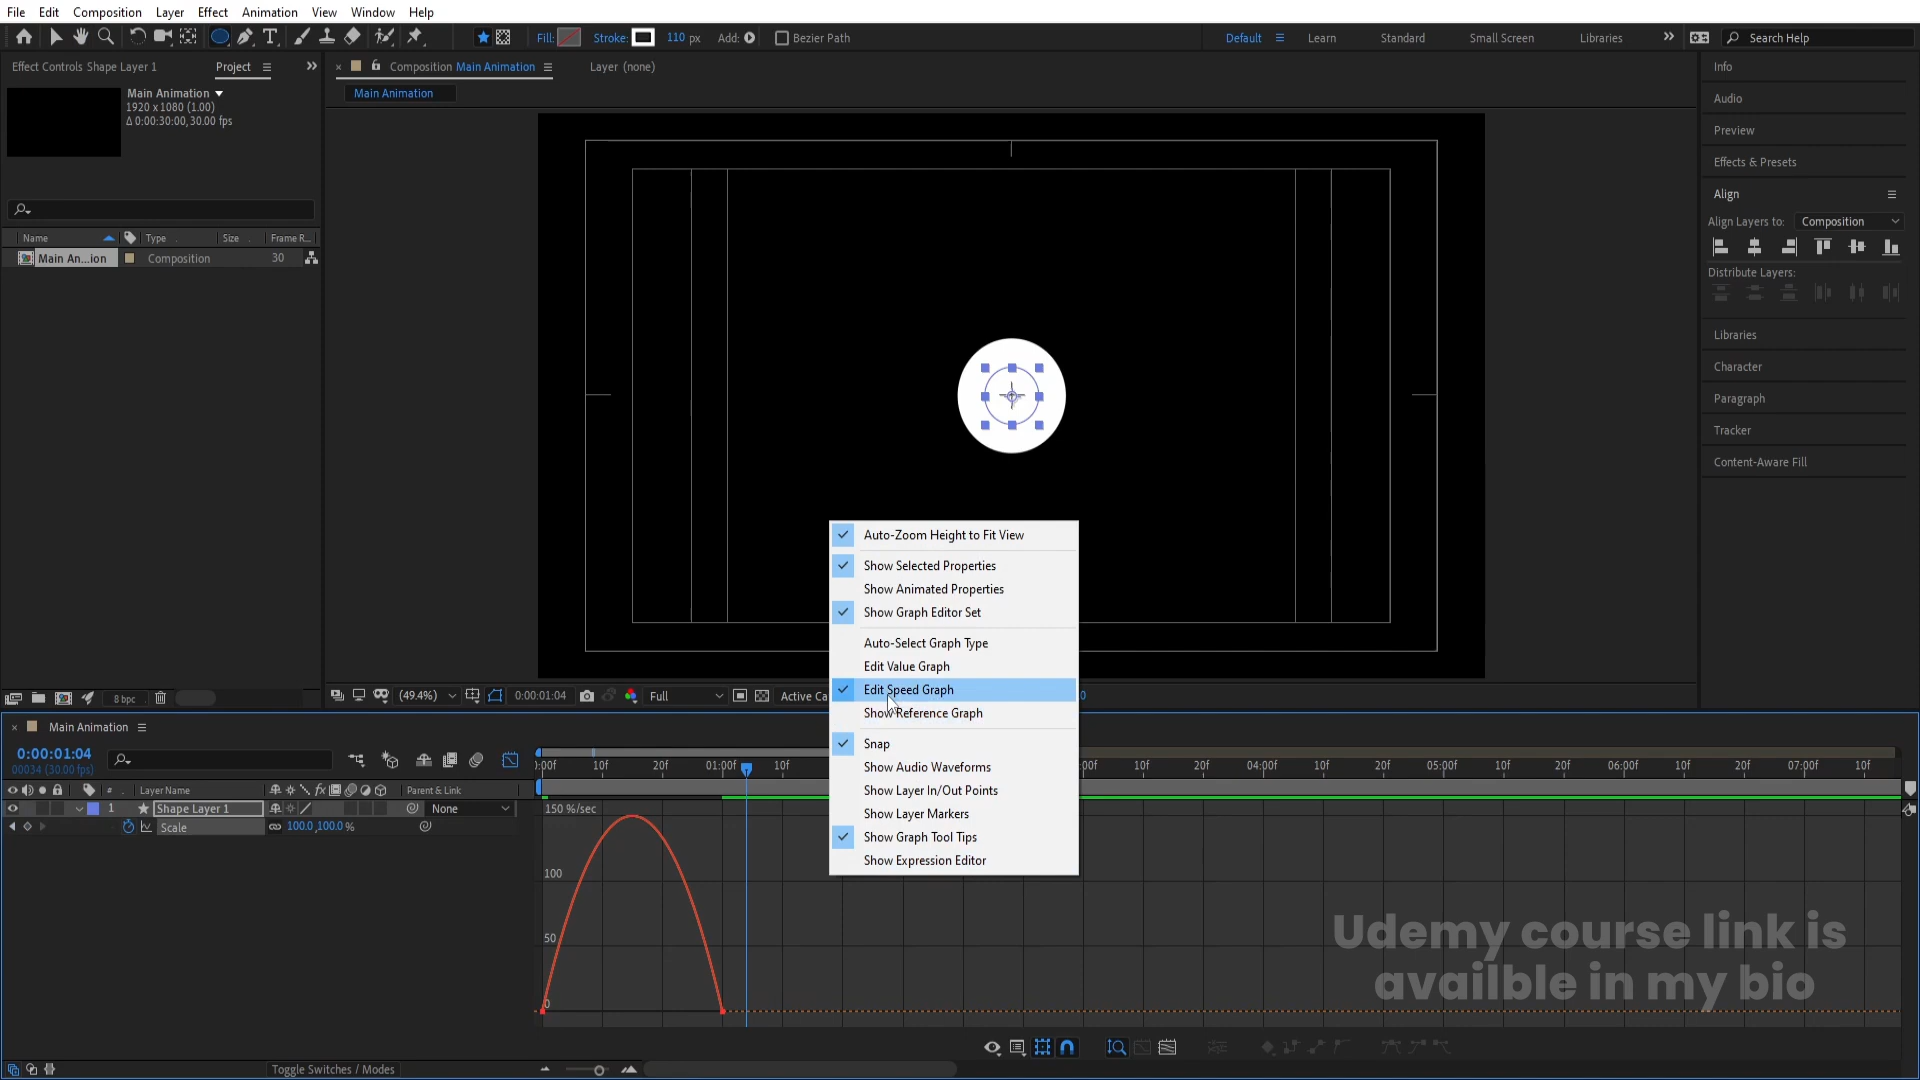 File Edit Composition Layer Effect Animation View Window Help
Fill: Stroke: 110 px Add: Bezier Path Default Learn Standard Small Screen Libraries Search Help
Effect Controls Shape Layer 1 Project
Composition Main Animation Layer (none)
Main Animation
Main Animation
1920 x 1080 (1.00)
Δ 0:00:30:00, 30.00 fps
Name Type Size Frame R...
Main An...ion Composition 30
Info
Audio
Preview
Effects & Presets
Align
Align Layers to: Composition
Distribute Layers:
Libraries
Character
Paragraph
Tracker
Content-Aware Fill
Auto-Zoom Height to Fit View
Show Selected Properties
Show Animated Properties
Show Graph Editor Set
Auto-Select Graph Type
Edit Value Graph
Edit Speed Graph
Show Reference Graph
Snap
Show Audio Waveforms
Show Layer In/Out Points
Show Layer Markers
Show Graph Tool Tips
Show Expression Editor
8 bpc
(49.4%) 0:00:01:04 Full Active Ca 0
Main Animation
0:00:01:04
00034 (30.00 fps)
# Layer Name fx Parent & Link
1 Shape Layer 1 None
Scale 100.0,100.0 %
):00f 10f 20f 01:00f 10f :00f 10f 20f 04:00f 10f 20f 05:00f 10f 20f 06:00f 10f 20f 07:00f 10f
150 %/sec
100
50
0
Udemy course link is
availble in my bio
Toggle Switches / Modes